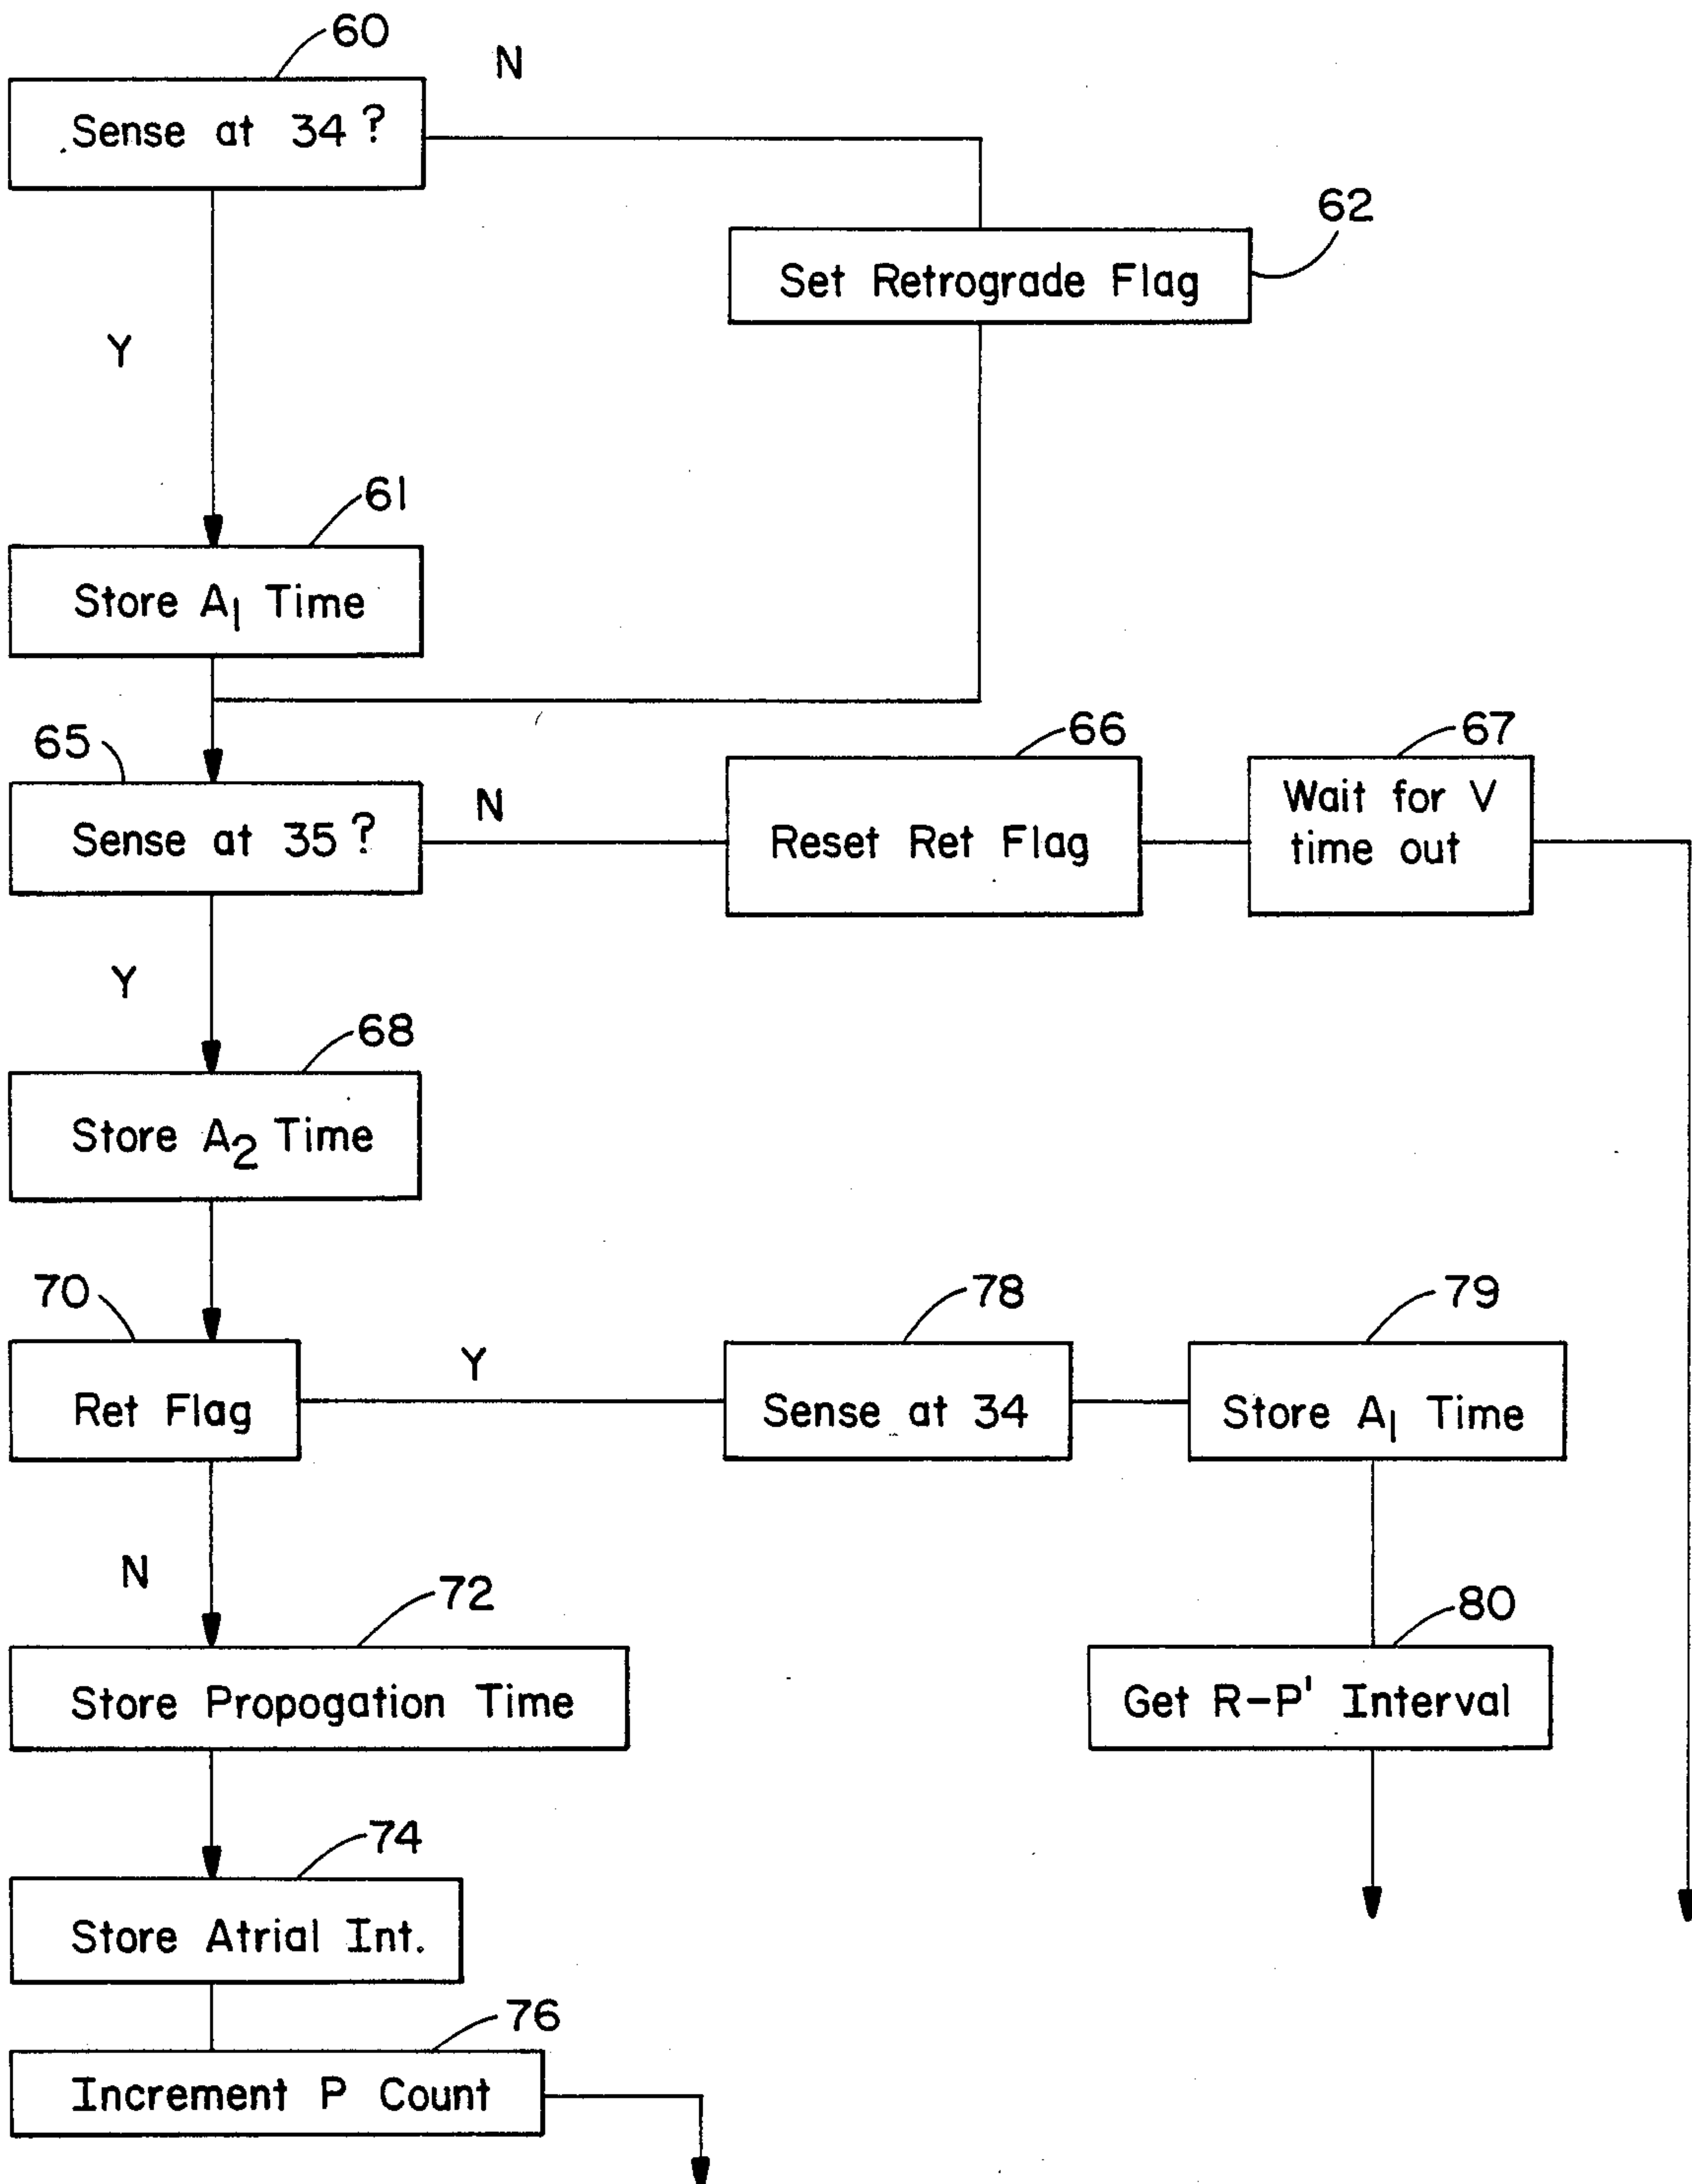 60
N
Sense at 34?
62
Set Retrograde Flag
Y
61
Store A₁ Time
65
66
67
Sense at 35?
N
Reset Ret Flag
Wait for V
time out
Y
68
Store A₂ Time
70
78
79
Ret Flag
Y
Sense at 34
Store A₁ Time
N
72
80
Store Propogation Time
Get R-P' Interval
74
Store Atrial Int.
76
Increment P Count